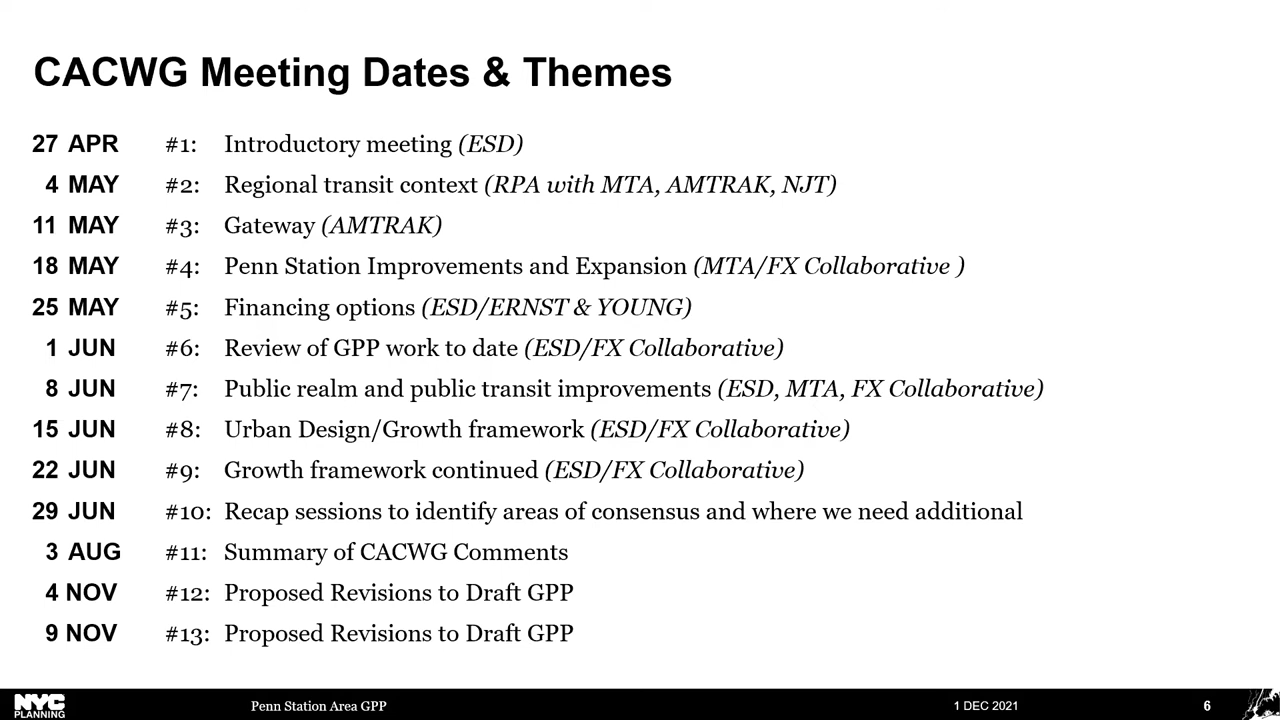 CACWG Meeting Dates & Themes
27 APR #1: Introductory meeting (ESD)
4 MAY #2: Regional transit context (RPA with MTA, AMTRAK, NJT)
11 MAY #3: Gateway (AMTRAK)
18 MAY #4: Penn Station Improvements and Expansion (MTA/FX Collaborative )
25 MAY #5: Financing options (ESD/ERNST & YOUNG)
1 JUN #6: Review of GPP work to date (ESD/FX Collaborative)
8 JUN #7: Public realm and public transit improvements (ESD, MTA, FX Collaborative)
15 JUN #8: Urban Design/Growth framework (ESD/FX Collaborative)
22 JUN #9: Growth framework continued (ESD/FX Collaborative)
29 JUN #10: Recap sessions to identify areas of consensus and where we need additional
3 AUG #11: Summary of CACWG Comments
4 NOV #12: Proposed Revisions to Draft GPP
9 NOV #13: Proposed Revisions to Draft GPP
NYC
PLANNING
Penn Station Area GPP
1 DEC 2021
6